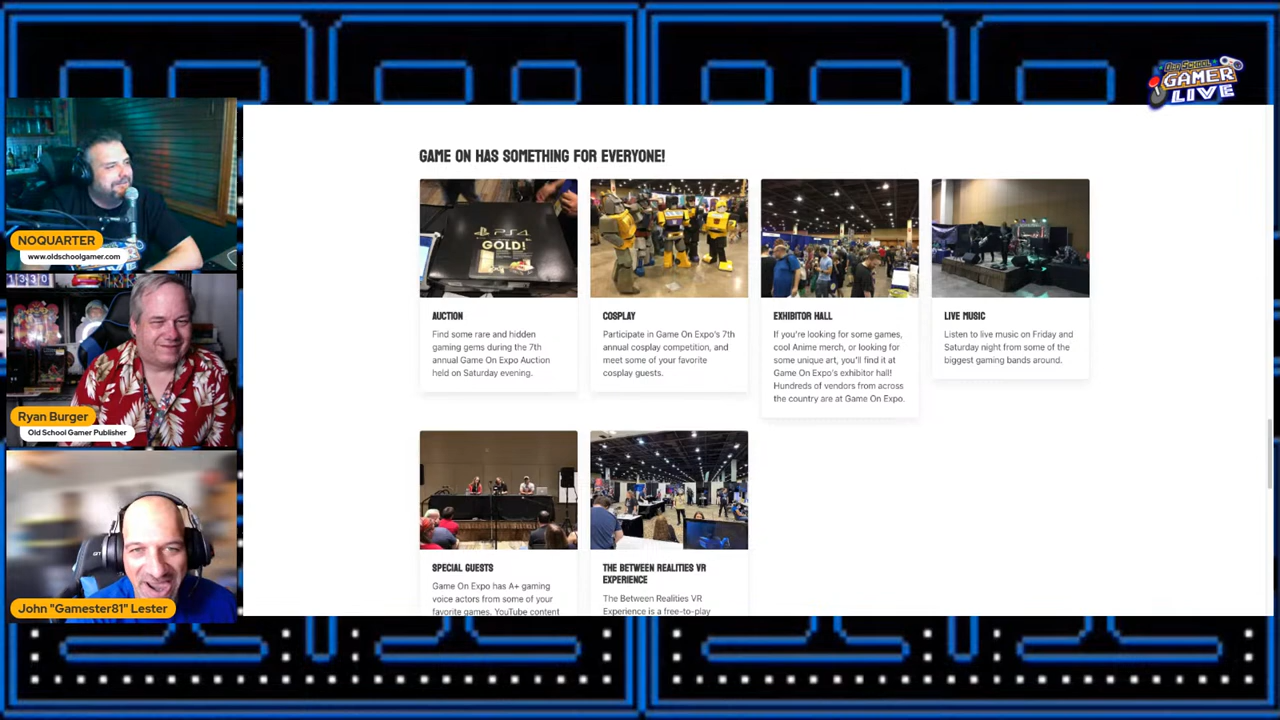 OLD SCHOOL
GAMER
LIVE
NOQUARTER
www.oldschoolgamer.com
1330
Ryan Burger
Old School Gamer Publisher
John "Gamester81" Lester
GAME ON HAS SOMETHING FOR EVERYONE!
PS4
GOLD!
AUCTION
Find some rare and hidden
gaming gems during the 7th
annual Game On Expo Auction
held on Saturday evening.
COSPLAY
Participate in Game On Expo's 7th
annual cosplay competition, and
meet some of your favorite
cosplay guests.
EXHIBITOR HALL
If you're looking for some games,
cool Anime merch, or looking for
some unique art, you'll find it at
Game On Expo's exhibitor hall!
Hundreds of vendors from across
the country are at Game On Expo.
LIVE MUSIC
Listen to live music on Friday and
Saturday night from some of the
biggest gaming bands around.
SPECIAL GUESTS
Game On Expo has A+ gaming
voice actors from some of your
favorite games, YouTube content
THE BETWEEN REALITIES VR
EXPERIENCE
The Between Realities VR
Experience is a free-to-play